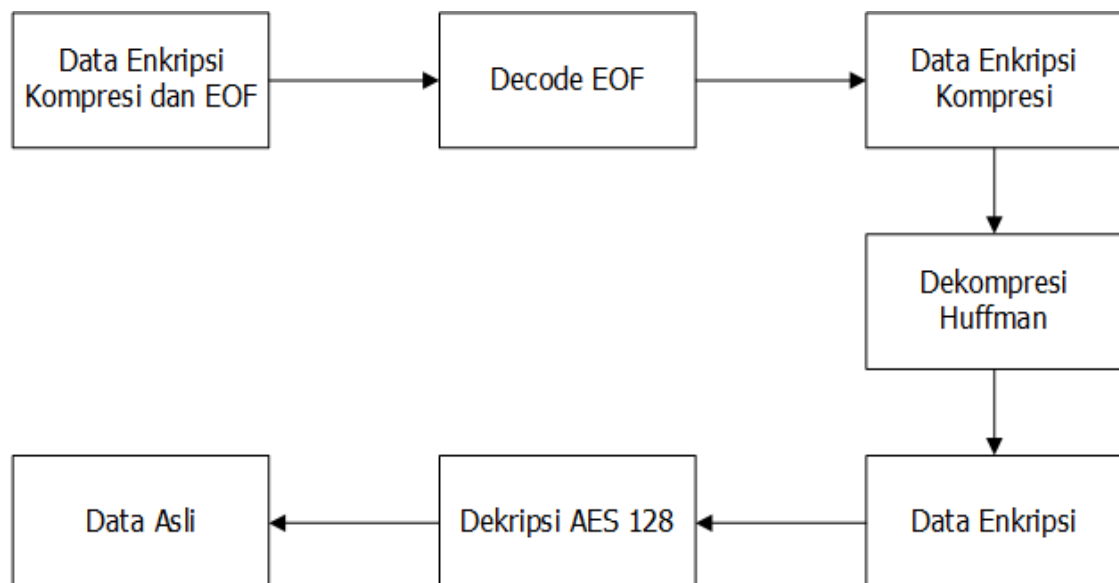 Data Enkripsi
Kompresi dan EOF
Decode EOF
Data Enkripsi
Kompresi
Dekompresi
Huffman
Data Enkripsi
Dekripsi AES 128
Data Asli